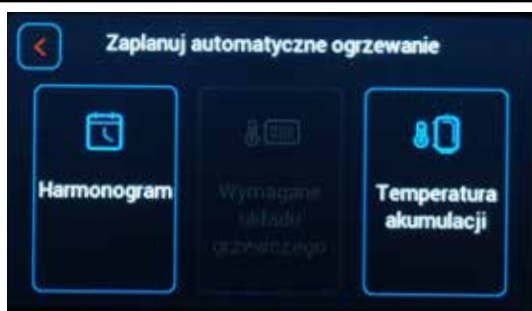 Zaplanuj automatyczne ogrzewanie
Harmonogram
Wymagane
układu
grzewczego
Temperatura
akumulacji